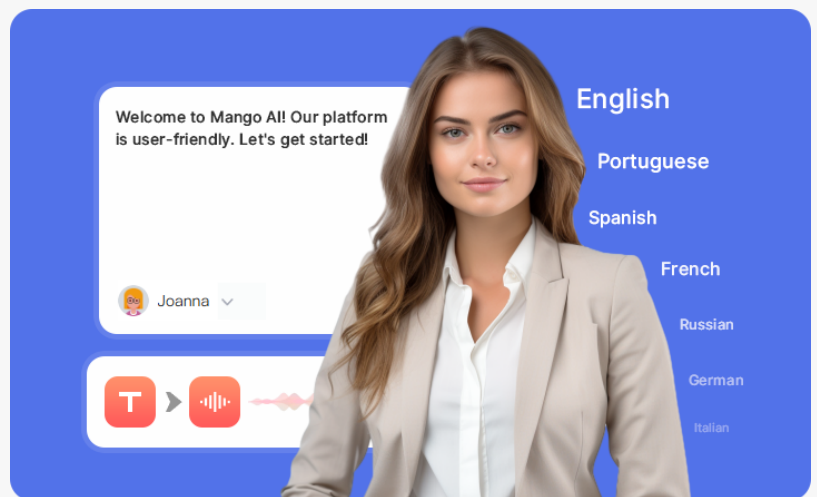 Welcome to Mango AI! Our platform
is user-friendly. Let's get started!
Joanna
T
English
Portuguese
Spanish
French
Russian
German
Italian